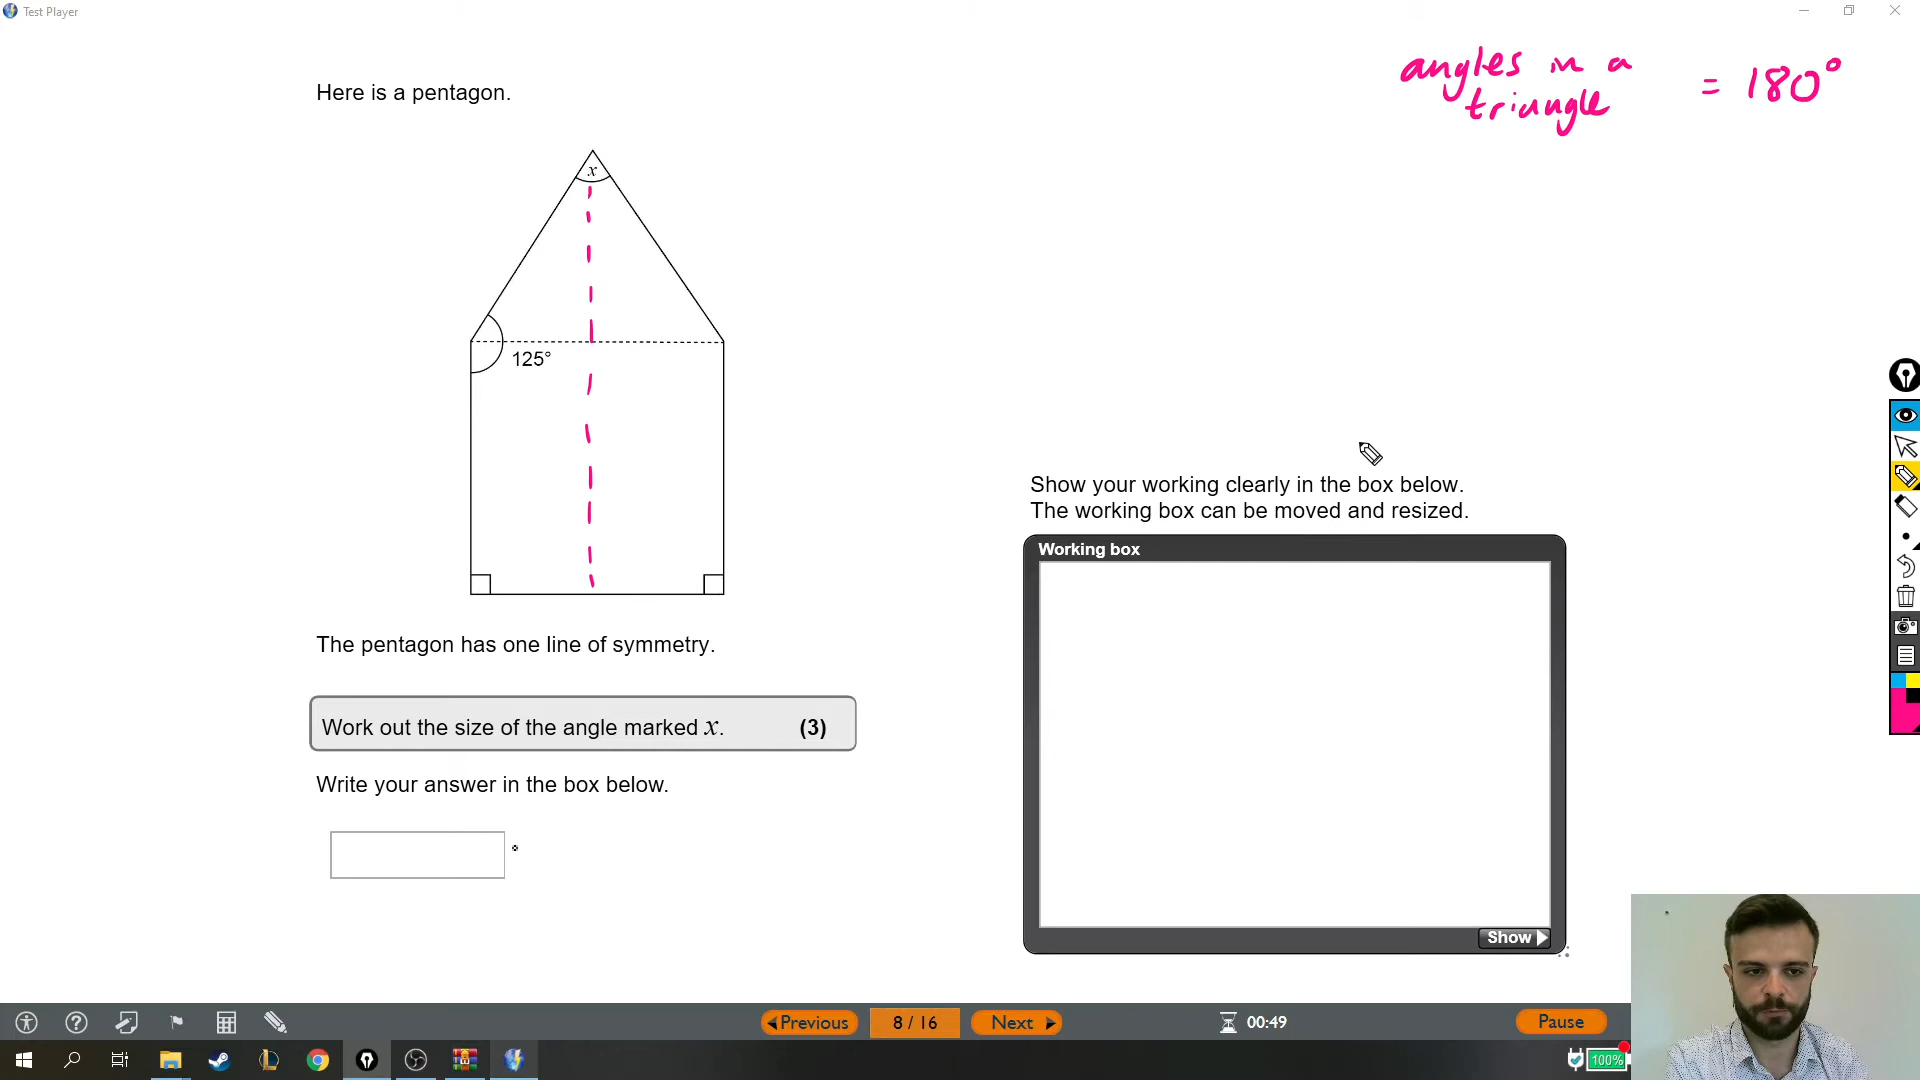 Test Player
angles in a
triangle = 180°
Here is a pentagon.
x
125°
Show your working clearly in the box below.
The working box can be moved and resized.
Working box
The pentagon has one line of symmetry.
Work out the size of the angle marked x. (3)
Write your answer in the box below.
°
Show
Previous 8 / 16 Next 00:49 Pause
100%